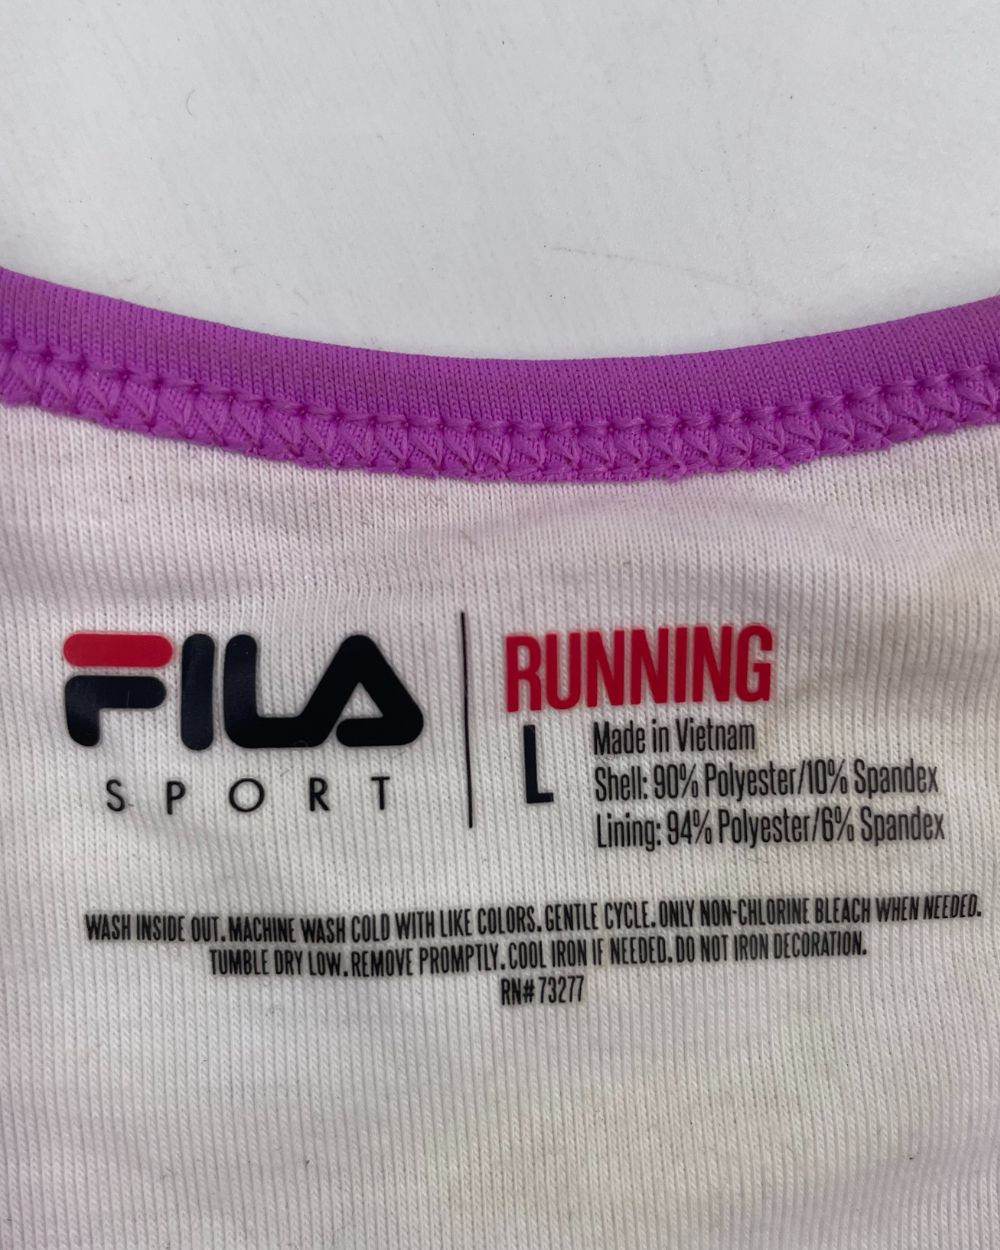 FILA
SPORT
RUNNING
L
Made in Vietnam
Shell: 90% Polyester/10% Spandex
Lining: 94% Polyester/6% Spandex
WASH INSIDE OUT. MACHINE WASH COLD WITH LIKE COLORS. GENTLE CYCLE. ONLY NON-CHLORINE BLEACH WHEN NEEDED.
TUMBLE DRY LOW. REMOVE PROMPTLY. COOL IRON IF NEEDED. DO NOT IRON DECORATION.
RN# 73277